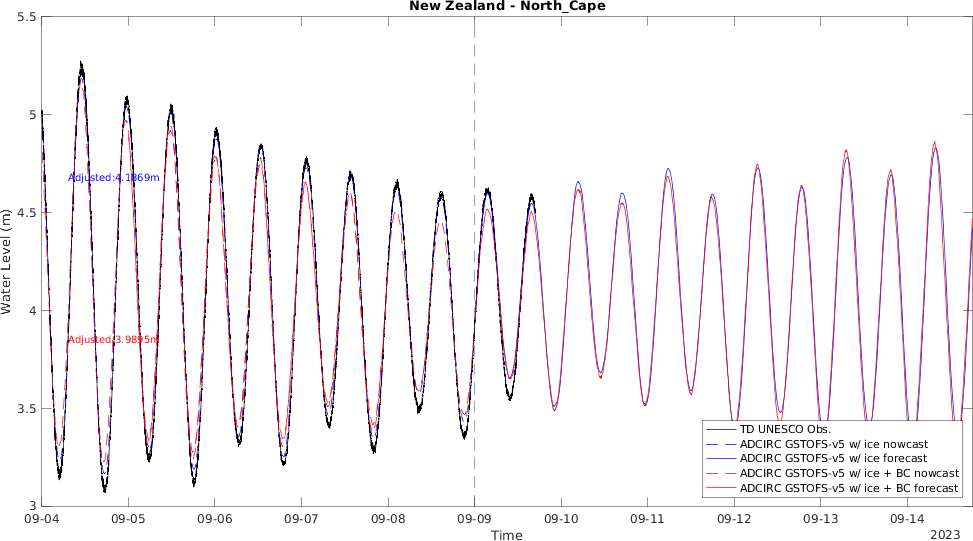 New Zealand - North_Cape
Water Level (m)
5.5
5
4.5
4
3.5
3
Adjusted:4.1869m
Adjusted:3.9895m
TD UNESCO Obs.
ADCIRC GSTOFS-v5 w/ ice nowcast
ADCIRC GSTOFS-v5 w/ ice forecast
ADCIRC GSTOFS-v5 w/ ice + BC nowcast
ADCIRC GSTOFS-v5 w/ ice + BC forecast
09-04 09-05 09-06 09-07 09-08 09-09 09-10 09-11 09-12 09-13 09-14
Time
2023